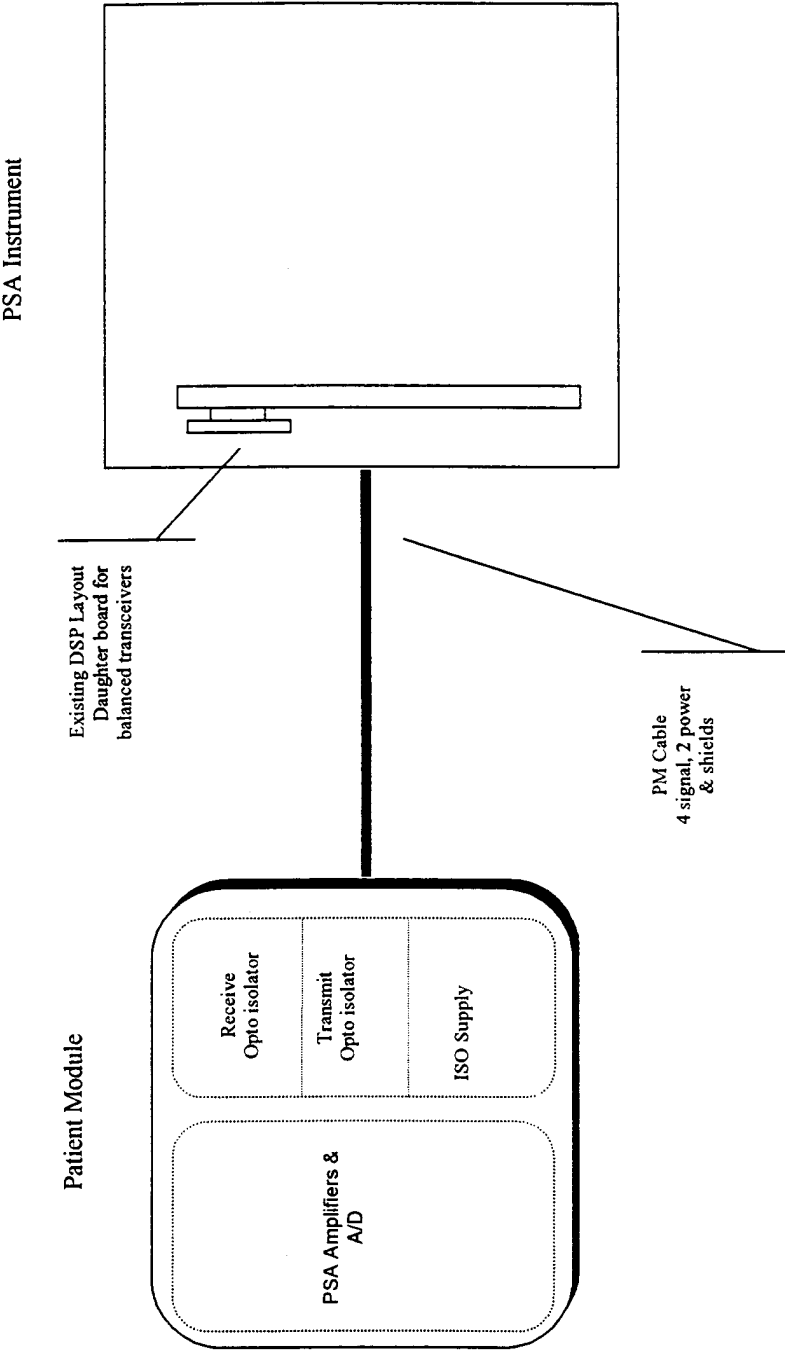 Patient Module
PSA Instrument
PSA Amplifiers &
A/D
Receive
Opto isolator
Transmit
Opto isolator
ISO Supply
Existing DSP Layout
Daughter board for
balanced transceivers
PM Cable
4 signal, 2 power
& shields